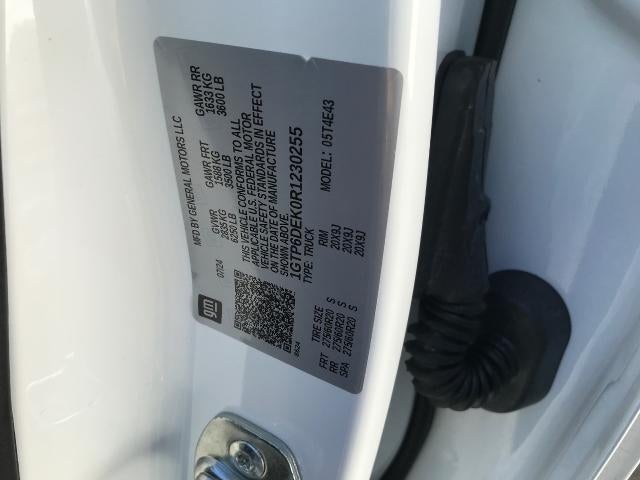 MFD BY GENERAL MOTORS LLC
07/24 GVWR GAWR FRT GAWR RR
2835 KG 1588 KG 1633 KG
6250 LB 3500 LB 3600 LB
THIS VEHICLE CONFORMS TO ALL
APPLICABLE U.S. FEDERAL MOTOR
VEHICLE SAFETY STANDARDS IN EFFECT
ON THE DATE OF MANUFACTURE
SHOWN ABOVE.
1GTP6DEK0R1230255
TYPE: TRUCK MODEL: 05T4E43
gm
8624
TIRE SIZE RIM
FRT 275/60R20 S 20X9J
RR 275/60R20 S 20X9J
SPA 275/60R20 S 20X9J